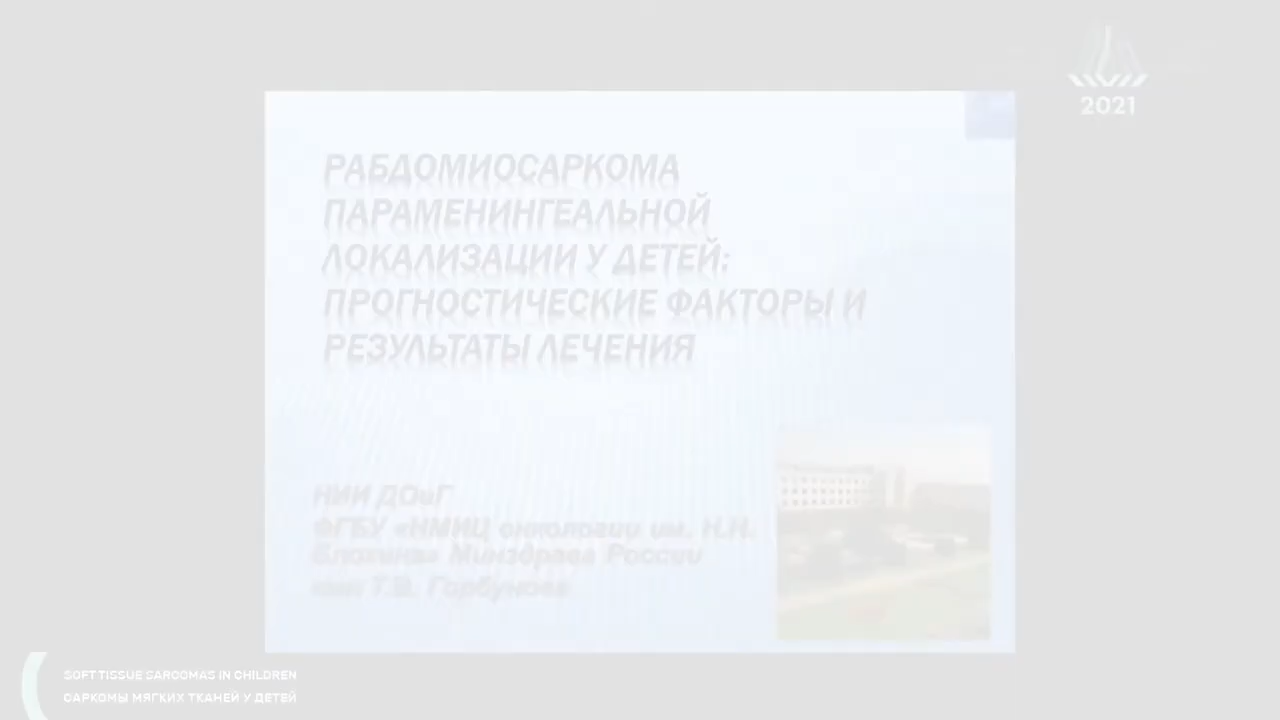 2021
РАБДОМИОСАРКОМА
ПАРАМЕНИНГЕАЛЬНОЙ
ЛОКАЛИЗАЦИИ У ДЕТЕЙ:
ПРОГНОСТИЧЕСКИЕ ФАКТОРЫ И
РЕЗУЛЬТАТЫ ЛЕЧЕНИЯ
НИИ ДОиГ
ФГБУ «НМИЦ онкологии им. Н.Н.
Блохина» Минздрава России
кмн Т.В. Горбунова
SOFT TISSUE SARCOMAS IN CHILDREN
САРКОМЫ МЯГКИХ ТКАНЕЙ У ДЕТЕЙ